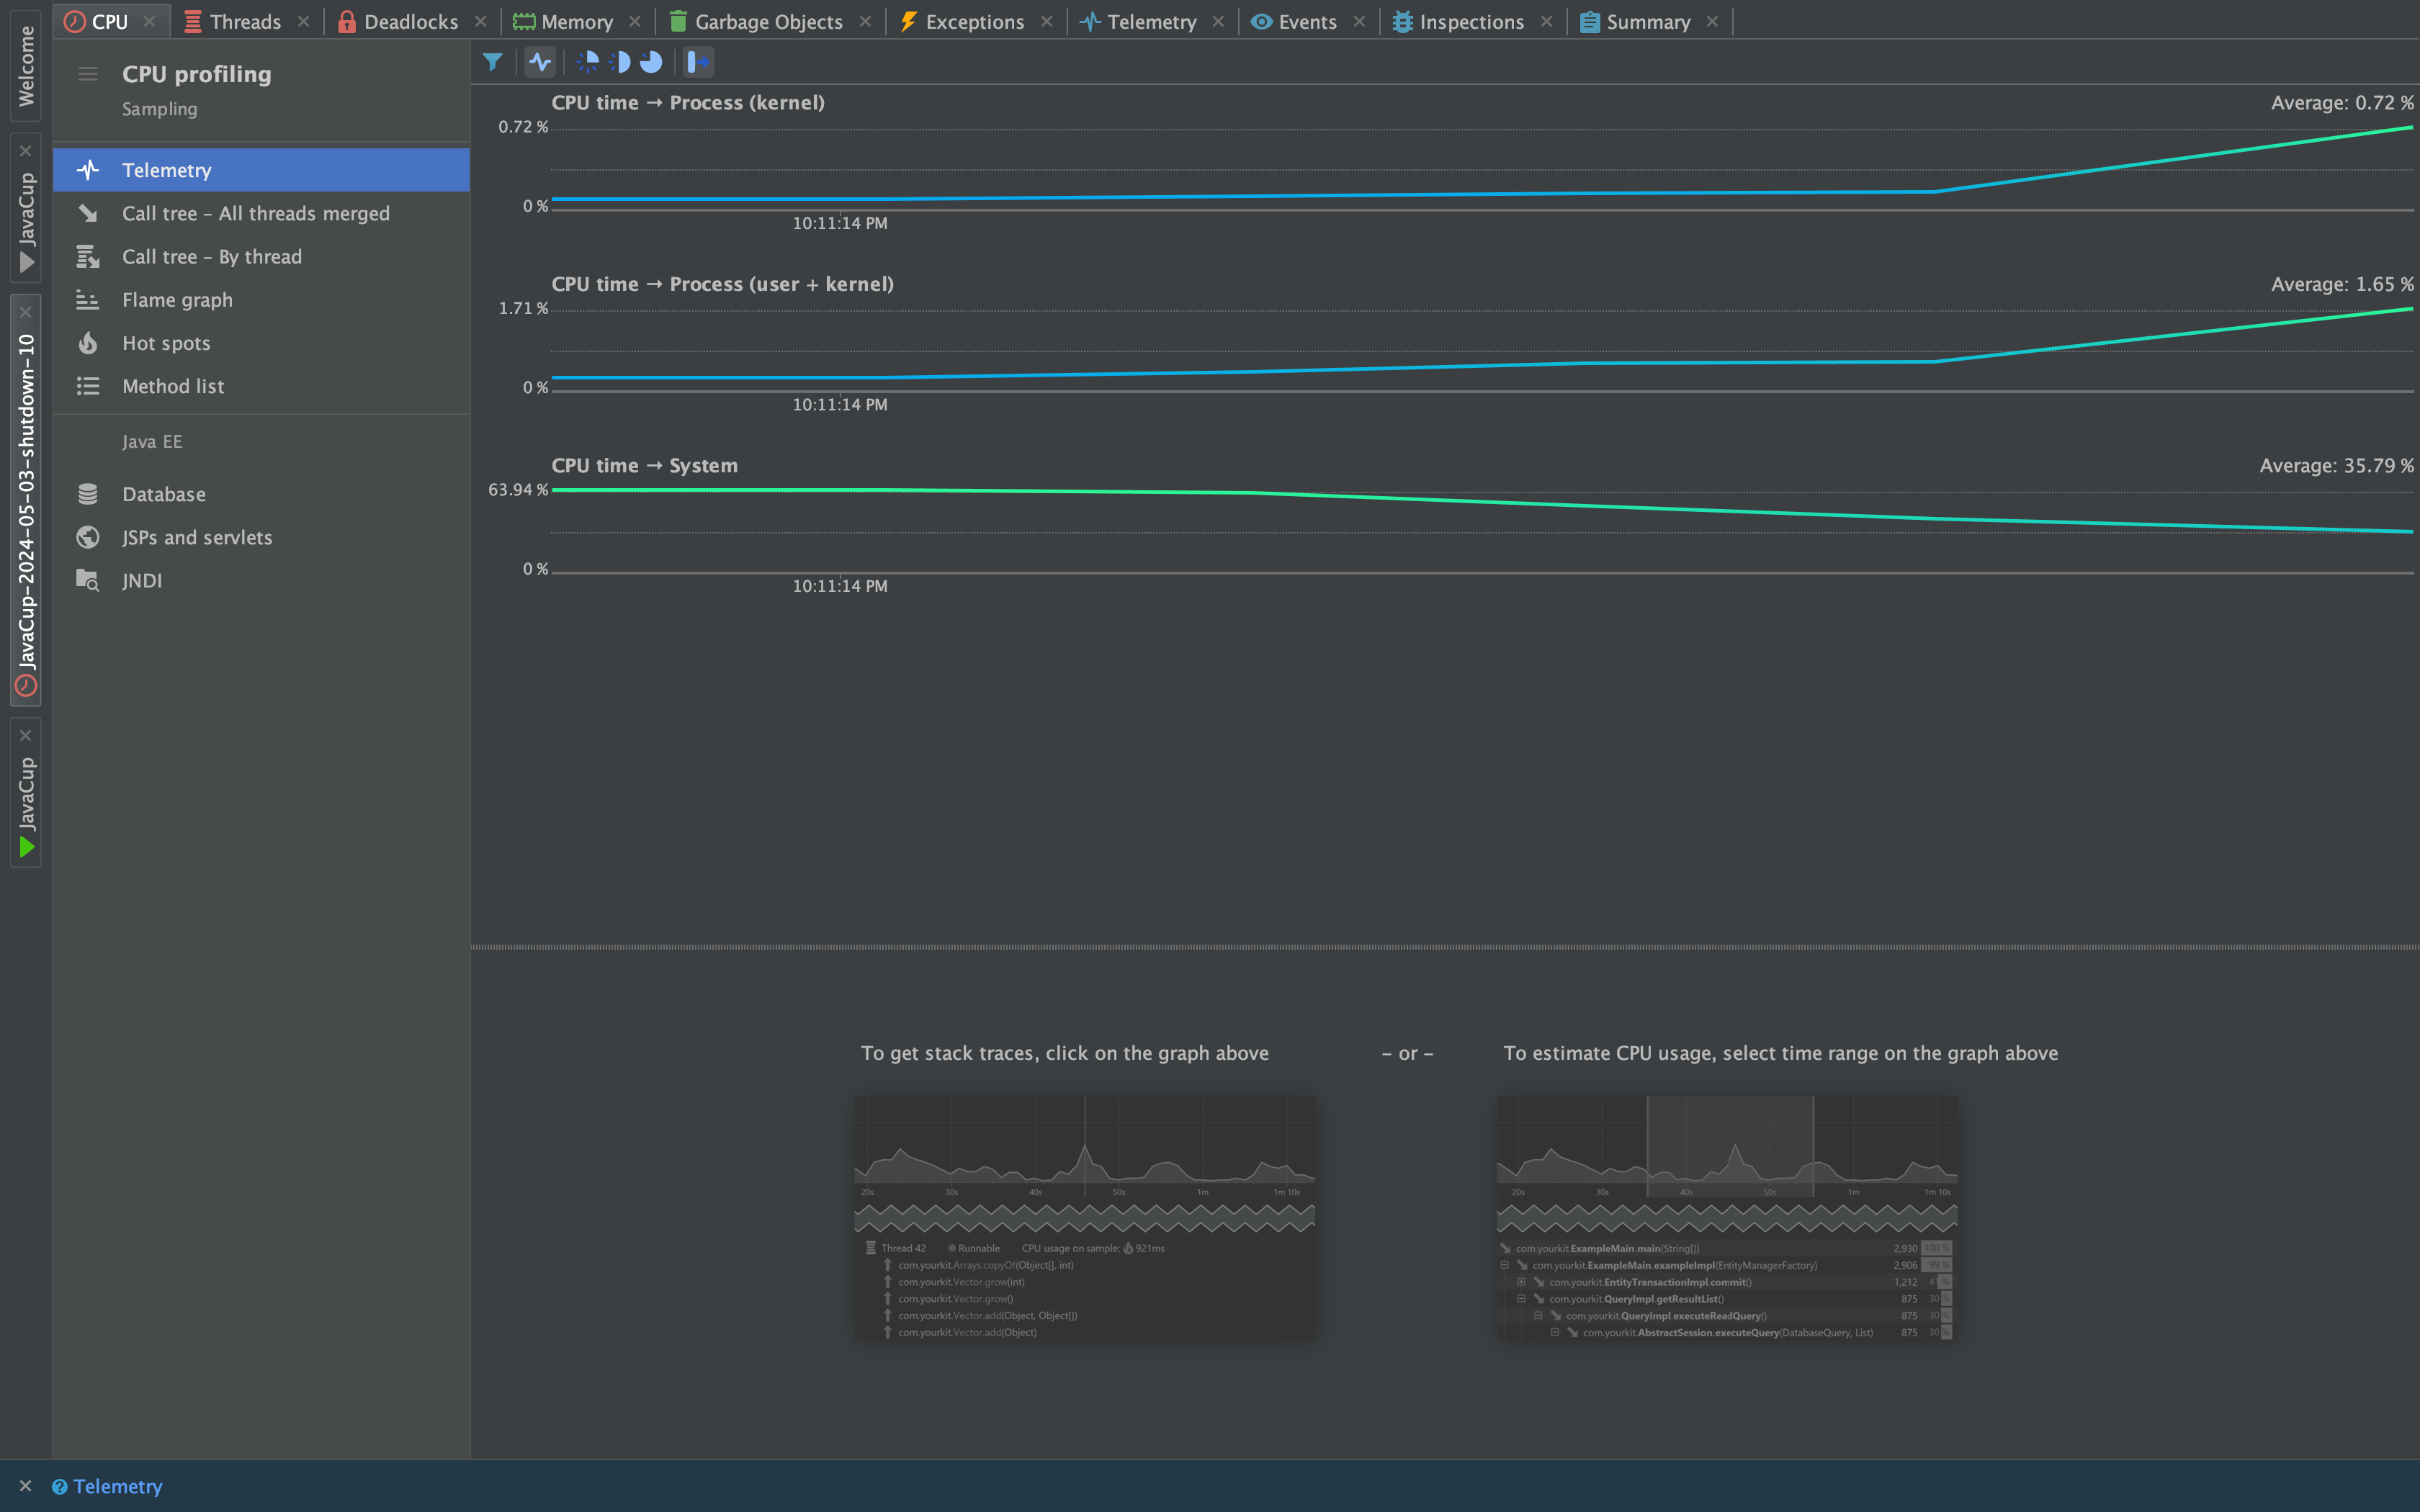 Welcome
JavaCup
JavaCup-2024-05-03-shutdown-10
JavaCup
CPU
Threads
Deadlocks
Memory
Garbage Objects
Exceptions
Telemetry
Events
Inspections
Summary
CPU profiling
Sampling
Telemetry
Call tree – All threads merged
Call tree – By thread
Flame graph
Hot spots
Method list
Java EE
Database
JSPs and servlets
JNDI
CPU time → Process (kernel)
Average: 0.72 %
0.72 %
0 %
10:11:14 PM
CPU time → Process (user + kernel)
Average: 1.65 %
1.71 %
0 %
10:11:14 PM
CPU time → System
Average: 35.79 %
63.94 %
0 %
10:11:14 PM
To get stack traces, click on the graph above
– or –
To estimate CPU usage, select time range on the graph above
20s 30s 40s 50s 1m 1m 10s
Thread 42 Runnable CPU usage on sample: 921ms
com.yourkit.Arrays.copyOf(Object[], int)
com.yourkit.Vector.grow(int)
com.yourkit.Vector.grow()
com.yourkit.Vector.add(Object, Object[])
com.yourkit.Vector.add(Object)
20s 30s 40s 50s 1m 1m 10s
com.yourkit.ExampleMain.main(String[]) 2,930 100 %
com.yourkit.ExampleMain.exampleImpl(EntityManagerFactory) 2,906 99 %
com.yourkit.EntityTransactionImpl.commit() 1,212 41 %
com.yourkit.QueryImpl.getResultList() 875 30 %
com.yourkit.QueryImpl.executeReadQuery() 875 30 %
com.yourkit.AbstractSession.executeQuery(DatabaseQuery, List) 875 30 %
Telemetry